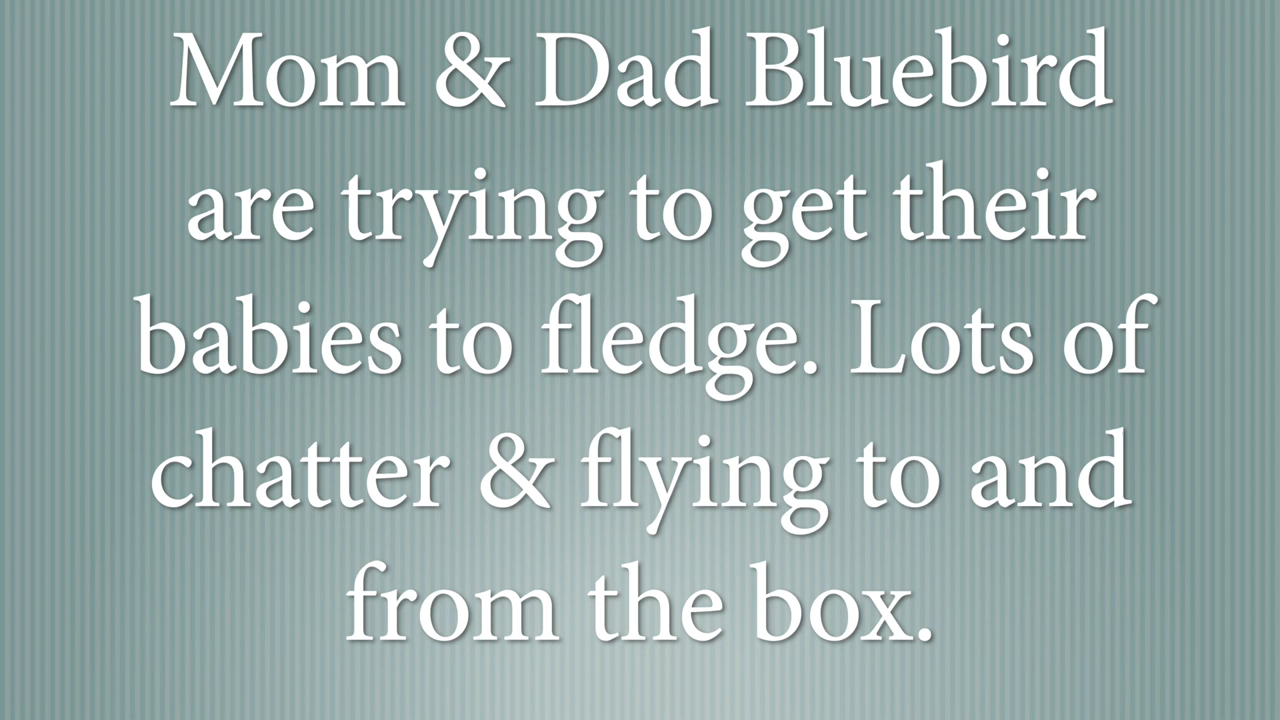 Mom & Dad Bluebird
are trying to get their
babies to fledge. Lots of
chatter & flying to and
from the box.